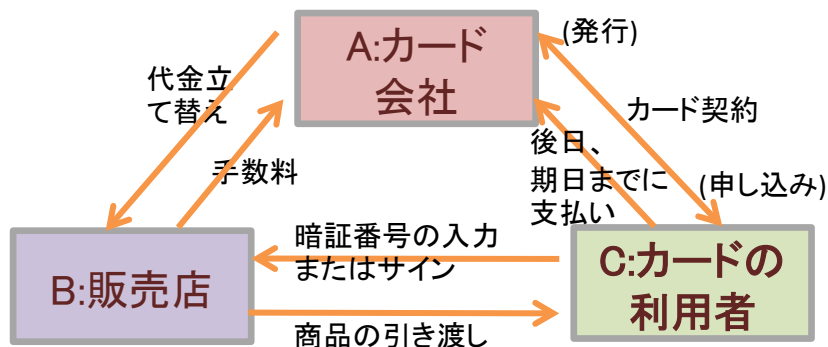 A:カード
会社
(発行)
代金立
て替え
カード契約
後日、
期日までに
支払い
手数料
(申し込み)
暗証番号の入力
またはサイン
B:販売店
C:カードの
利用者
商品の引き渡し